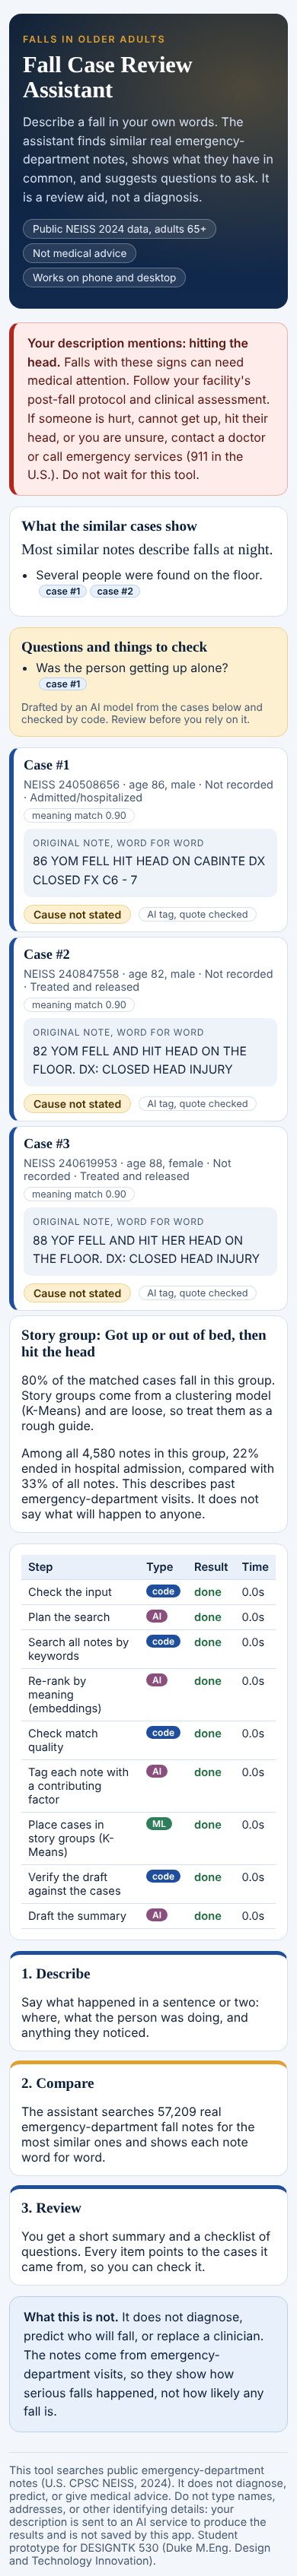 FALLS IN OLDER ADULTS
Fall Case Review
Assistant
Describe a fall in your own words. The
assistant finds similar real emergency-
department notes, shows what they have in
common, and suggests questions to ask. It
is a review aid, not a diagnosis.
Public NEISS 2024 data, adults 65+
Not medical advice
Works on phone and desktop
Your description mentions: hitting the
head. Falls with these signs can need
medical attention. Follow your facility's
post-fall protocol and clinical assessment.
If someone is hurt, cannot get up, hit their
head, or you are unsure, contact a doctor
or call emergency services (911 in the
U.S.). Do not wait for this tool.
What the similar cases show
Most similar notes describe falls at night.
• Several people were found on the floor.
case #1 case #2
Questions and things to check
• Was the person getting up alone?
case #1
Drafted by an AI model from the cases below and
checked by code. Review before you rely on it.
Case #1
NEISS 240508656 · age 86, male · Not recorded
· Admitted/hospitalized
meaning match 0.90
ORIGINAL NOTE, WORD FOR WORD
86 YOM FELL HIT HEAD ON CABINTE DX
CLOSED FX C6 - 7
Cause not stated AI tag, quote checked
Case #2
NEISS 240847558 · age 82, male · Not recorded
· Treated and released
meaning match 0.90
ORIGINAL NOTE, WORD FOR WORD
82 YOM FELL AND HIT HEAD ON THE
FLOOR. DX: CLOSED HEAD INJURY
Cause not stated AI tag, quote checked
Case #3
NEISS 240619953 · age 88, female · Not
recorded · Treated and released
meaning match 0.90
ORIGINAL NOTE, WORD FOR WORD
88 YOF FELL AND HIT HER HEAD ON
THE FLOOR. DX: CLOSED HEAD INJURY
Cause not stated AI tag, quote checked
Story group: Got up or out of bed, then
hit the head
80% of the matched cases fall in this group.
Story groups come from a clustering model
(K-Means) and are loose, so treat them as a
rough guide.
Among all 4,580 notes in this group, 22%
ended in hospital admission, compared with
33% of all notes. This describes past
emergency-department visits. It does not
say what will happen to anyone.
Step Type Result Time
Check the input code done 0.0s
Plan the search AI done 0.0s
Search all notes by code done 0.0s
keywords
Re-rank by AI done 0.0s
meaning
(embeddings)
Check match code done 0.0s
quality
Tag each note with AI done 0.0s
a contributing
factor
Place cases in ML done 0.0s
story groups (K-
Means)
Verify the draft code done 0.0s
against the cases
Draft the summary AI done 0.0s
1. Describe
Say what happened in a sentence or two:
where, what the person was doing, and
anything they noticed.
2. Compare
The assistant searches 57,209 real
emergency-department fall notes for the
most similar ones and shows each note
word for word.
3. Review
You get a short summary and a checklist of
questions. Every item points to the cases it
came from, so you can check it.
What this is not. It does not diagnose,
predict who will fall, or replace a clinician.
The notes come from emergency-
department visits, so they show how
serious falls happened, not how likely any
fall is.
This tool searches public emergency-department
notes (U.S. CPSC NEISS, 2024). It does not diagnose,
predict, or give medical advice. Do not type names,
addresses, or other identifying details: your
description is sent to an AI service to produce the
results and is not saved by this app. Student
prototype for DESIGNTK 530 (Duke M.Eng. Design
and Technology Innovation).